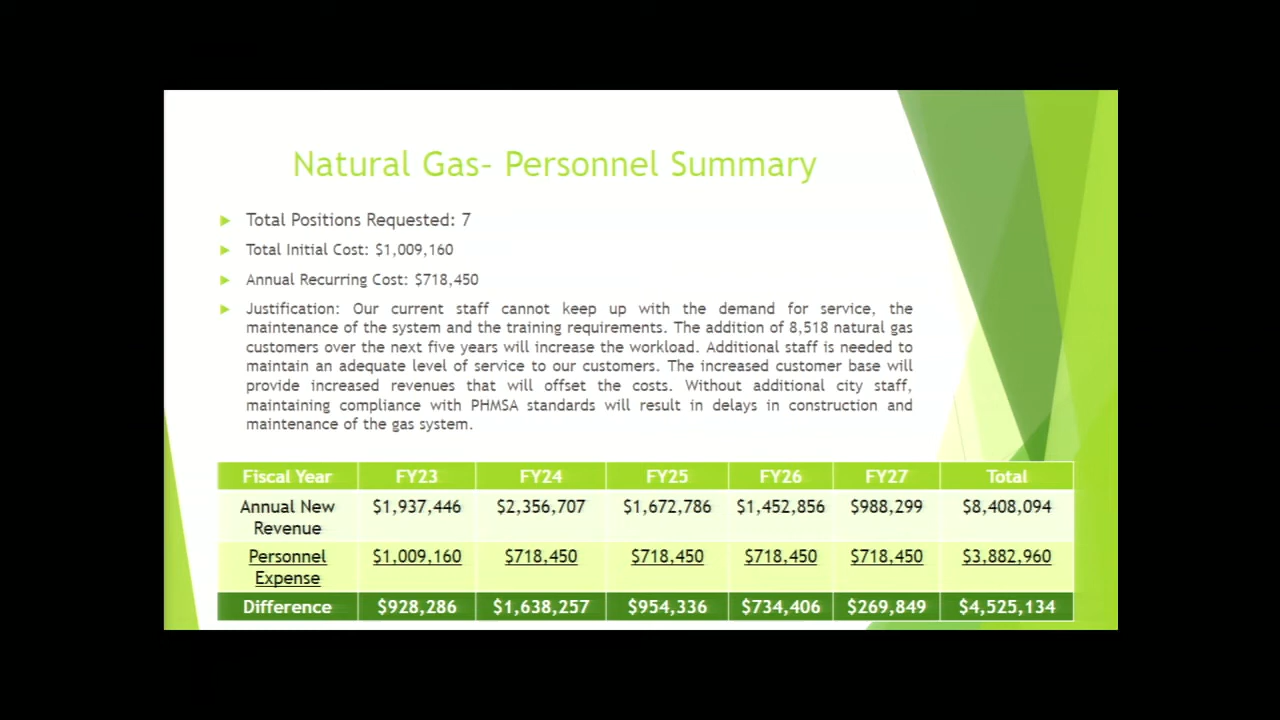 Natural Gas- Personnel Summary
Total Positions Requested: 7
Total Initial Cost: $1,009,160
Annual Recurring Cost: $718,450
Justification: Our current staff cannot keep up with the demand for service, the
maintenance of the system and the training requirements. The addition of 8,518 natural gas
customers over the next five years will increase the workload. Additional staff is needed to
maintain an adequate level of service to our customers. The increased customer base will
provide increased revenues that will offset the costs. Without additional city staff,
maintaining compliance with PHMSA standards will result in delays in construction and
maintenance of the gas system.
Fiscal Year FY23 FY24 FY25 FY26 FY27 Total
Annual New $1,937,446 $2,356,707 $1,672,786 $1,452,856 $988,299 $8,408,094
Revenue
Personnel $1,009,160 $718,450 $718,450 $718,450 $718,450 $3,882,960
Expense
Difference $928,286 $1,638,257 $954,336 $734,406 $269,849 $4,525,134